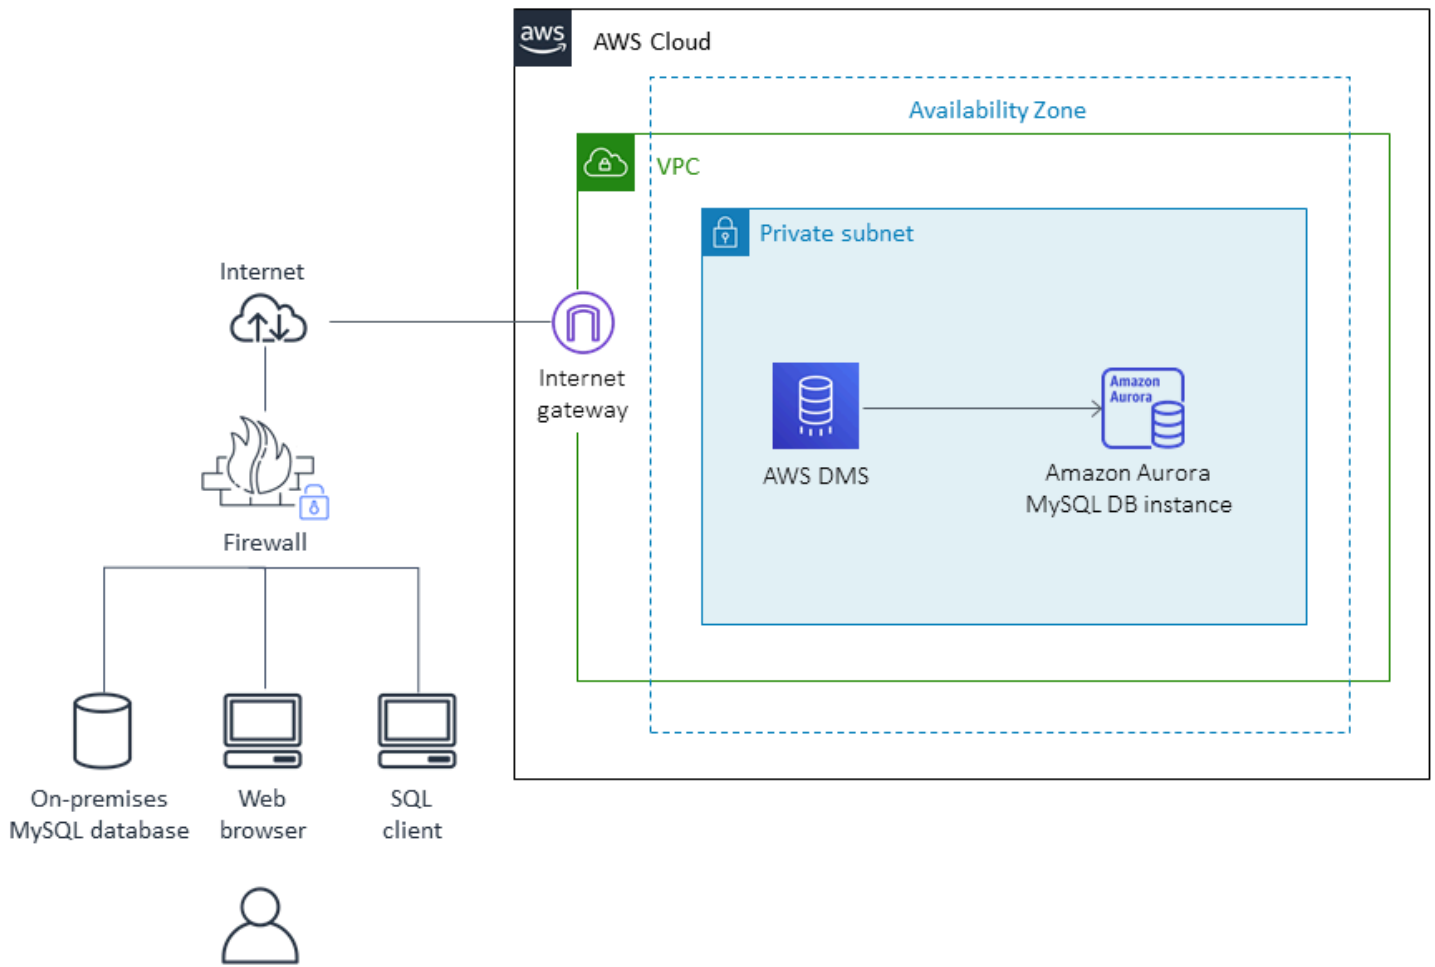 aws
AWS Cloud
Availability Zone
VPC
Private subnet
Internet
Internet
gateway
Amazon
Aurora
AWS DMS
Amazon Aurora
MySQL DB instance
Firewall
On-premises
MySQL database
Web
browser
SQL
client